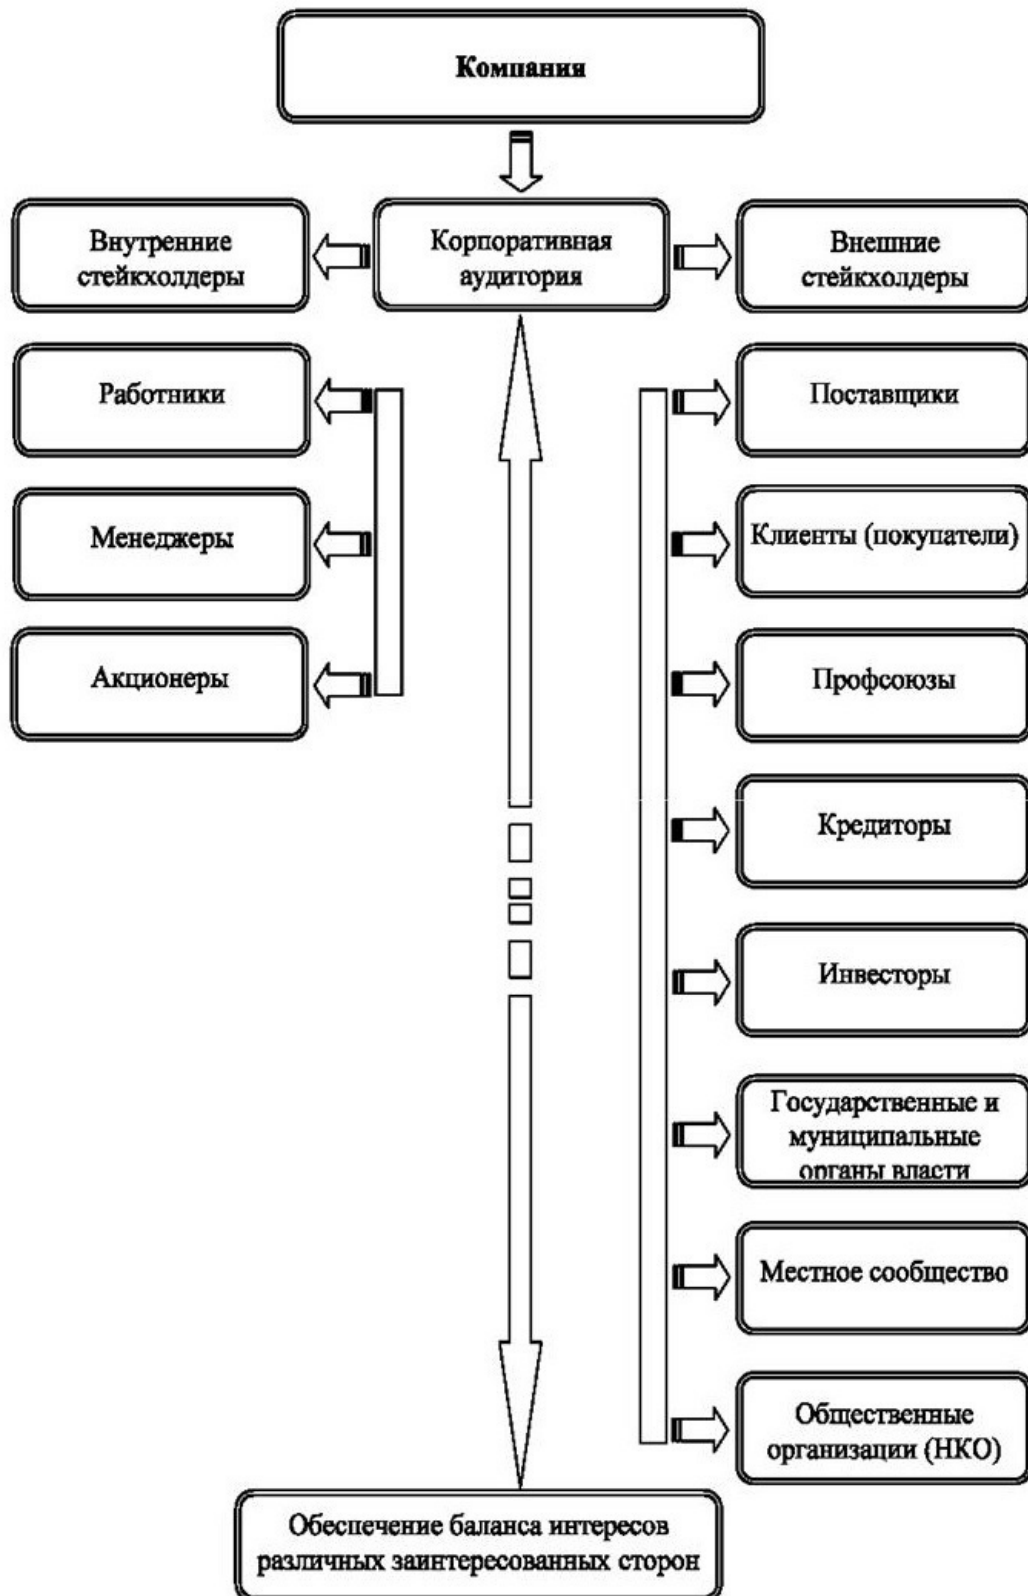 Компания
Внутренние
стейкхолдеры
Корпоративная
аудитория
Внешние
стейкхолдеры
Работники
Менеджеры
Акционеры
Поставщики
Клиенты (покупатели)
Профсоюзы
Кредиторы
Инвесторы
Государственные и
муниципальные
органы власти
Местное сообщество
Общественные
организации (НКО)
Обеспечение баланса интересов
различных заинтересованных сторон